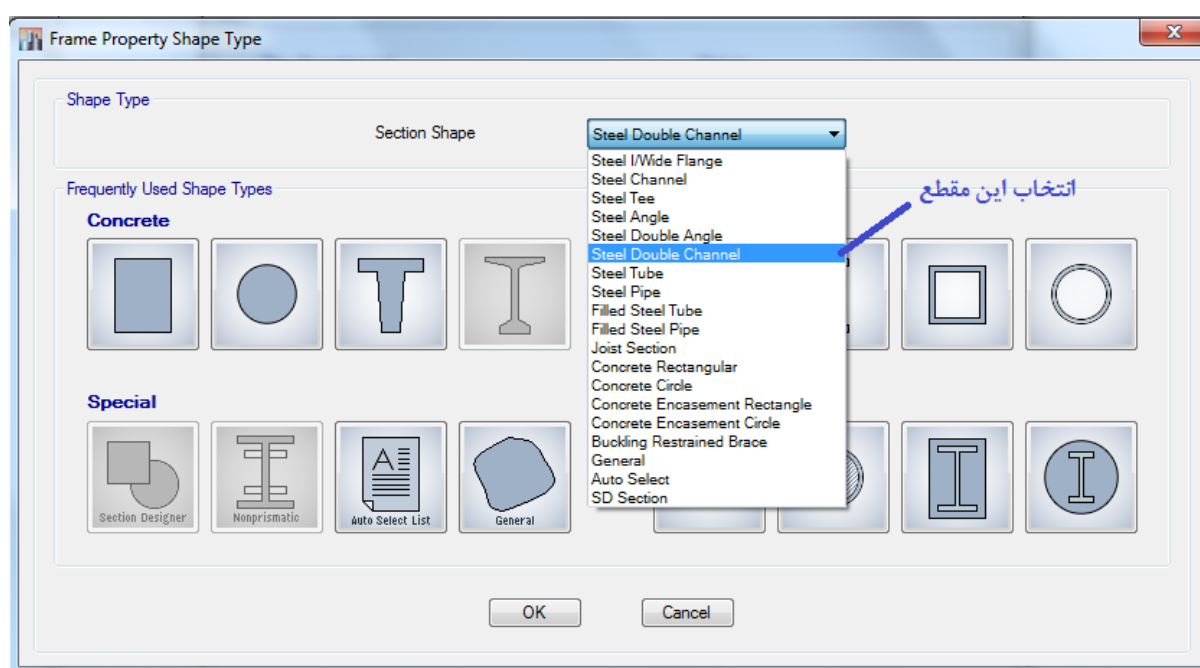 Frame Property Shape Type
Shape Type
Section Shape
Steel Double Channel
Steel I/Wide Flange
Steel Channel
Steel Tee
Steel Angle
Steel Double Angle
Steel Double Channel
Steel Tube
Steel Pipe
Filled Steel Tube
Filled Steel Pipe
Joist Section
Concrete Rectangular
Concrete Circle
Concrete Encasement Rectangle
Concrete Encasement Circle
Buckling Restrained Brace
General
Auto Select
SD Section
انتخاب این مقطع
Frequently Used Shape Types
Concrete
Special
Section Designer
Nonprismatic
A
Auto Select List
General
OK
Cancel